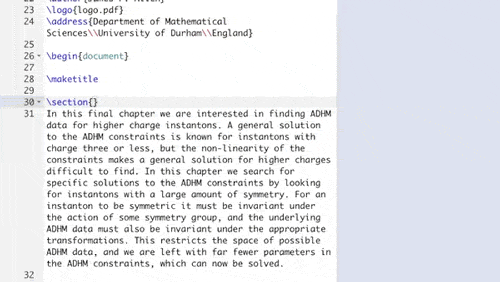 23 \logo{logo.pdf}
24 \address{Department of Mathematical
Sciences\\University of Durham\\England}
25
26 \begin{document}
27
28 \maketitle
29
30 \section{}
31 In this final chapter we are interested in finding ADHM
data for higher charge instantons. A general solution
to the ADHM constraints is known for instantons with
charge three or less, but the non-linearity of the
constraints makes a general solution for higher charges
difficult to find. In this chapter we search for
specific solutions to the ADHM constraints by looking
for instantons with a large amount of symmetry. For an
instanton to be symmetric it must be invariant under
the action of some symmetry group, and the underlying
ADHM data must also be invariant under the appropriate
transformations. This restricts the space of possible
ADHM data, and we are left with far fewer parameters in
the ADHM constraints, which can now be solved.
32